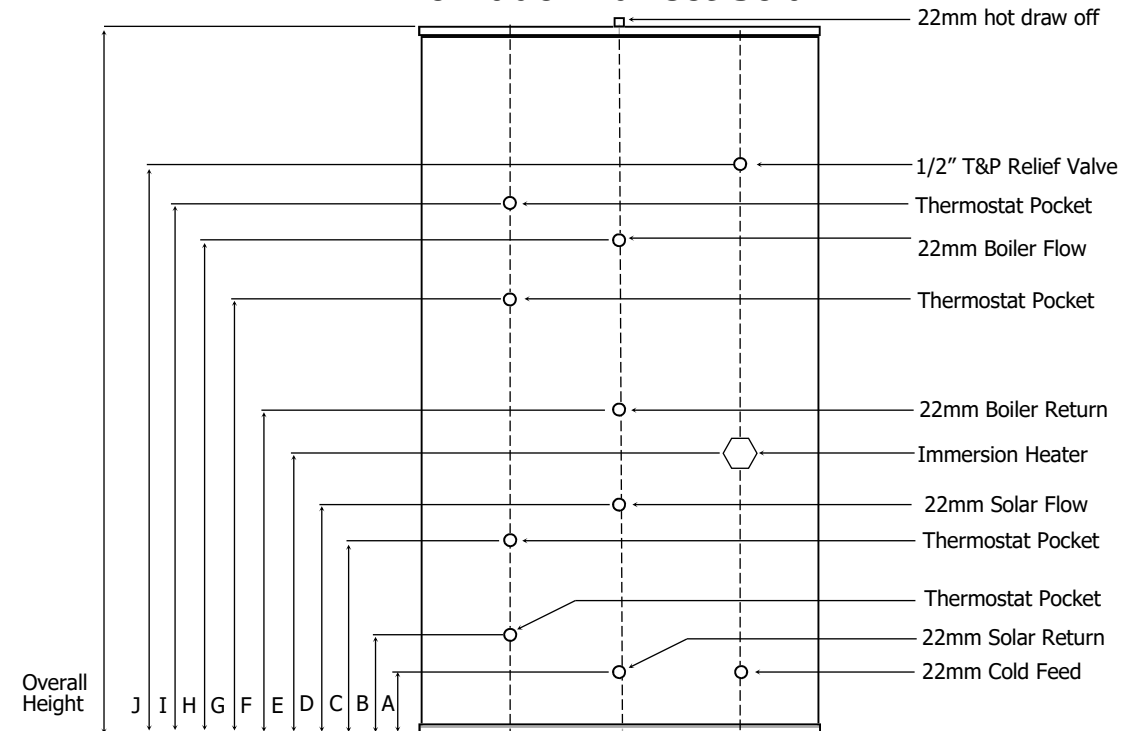 22mm hot draw off
1/2" T&P Relief Valve
Thermostat Pocket
22mm Boiler Flow
Thermostat Pocket
22mm Boiler Return
Immersion Heater
22mm Solar Flow
Thermostat Pocket
Thermostat Pocket
22mm Solar Return
22mm Cold Feed
Overall
Height
J I H G F E D C B A